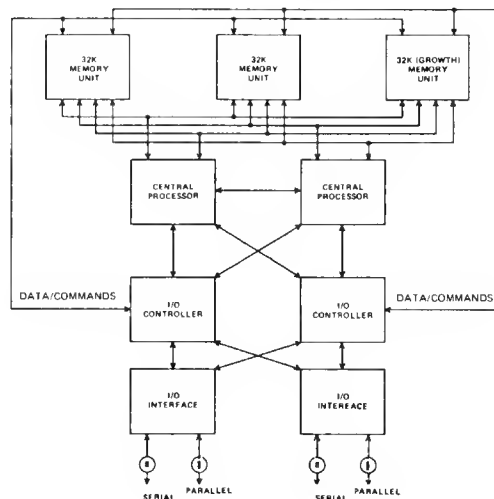 32K
MEMORY
UNIT
32K
MEMORY
UNIT
32K (GROWTH)
MEMORY
UNIT
CENTRAL
PROCESSOR
CENTRAL
PROCESSOR
DATA/COMMANDS
I/O
CONTROLLER
I/O
CONTROLLER
DATA/COMMANDS
I/O
INTERFACE
I/O
INTERFACE
SERIAL
PARALLEL
SERIAL
PARALLEL